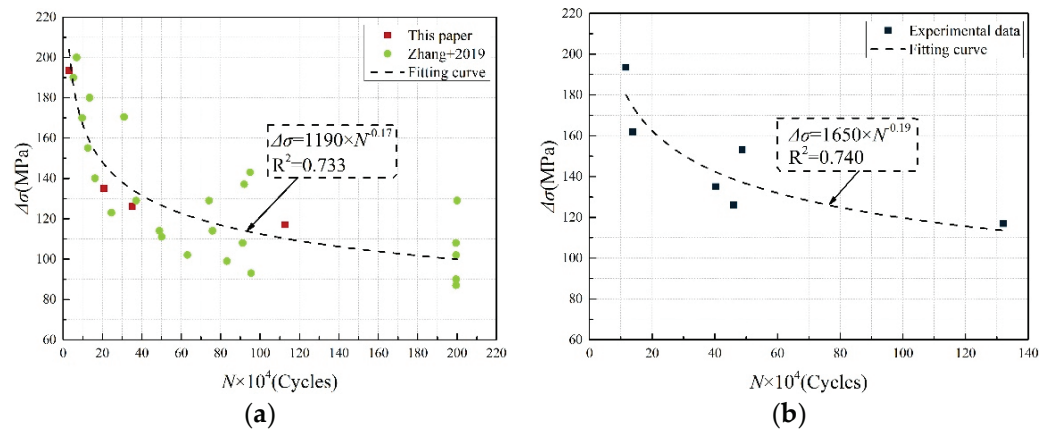 220
200
180
160
140
120
100
80
60
Δσ(MPa)
This paper
Zhang+2019
Fitting curve
Δσ=1190×N^-0.17
R²=0.733
0 20 40 60 80 100 120 140 160 180 200 220
N×10⁴(Cycles)
(a)
220
200
180
160
140
120
100
80
60
Δσ(MPa)
Experimental data
Fitting curve
Δσ=1650×N^-0.19
R²=0.740
0 20 40 60 80 100 120 140
N×10⁴(Cycles)
(b)